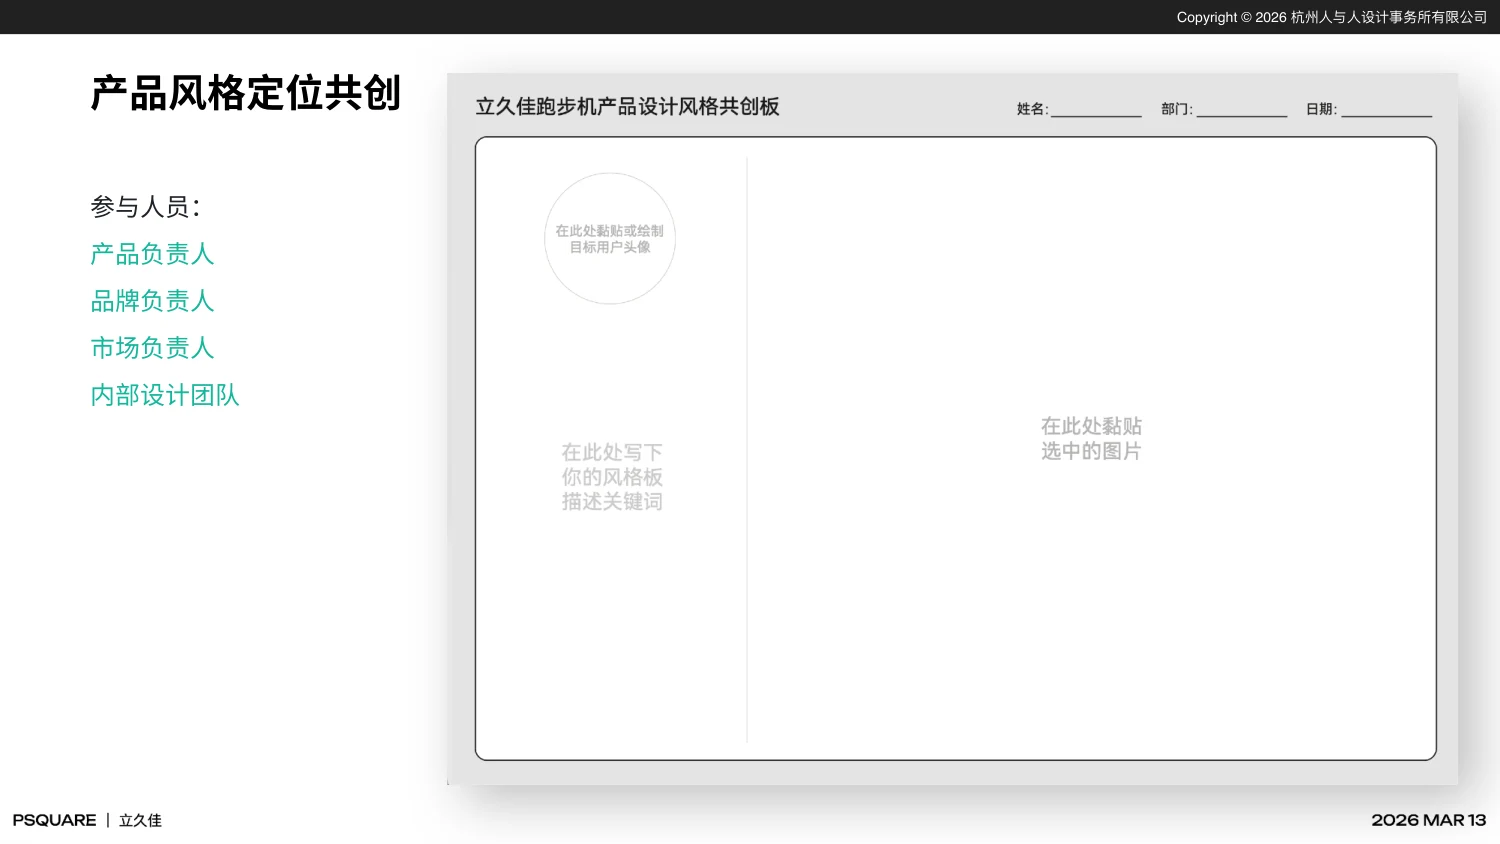 Copyright © 2026 杭州人与人设计事务所有限公司
产品风格定位共创
参与人员：
产品负责人
品牌负责人
市场负责人
内部设计团队
立久佳跑步机产品设计风格共创板
姓名：
部门：
日期：
在此处黏贴或绘制
目标用户头像
在此处写下
你的风格板
描述关键词
在此处黏贴
选中的图片
PSQUARE | 立久佳
2026 MAR 13